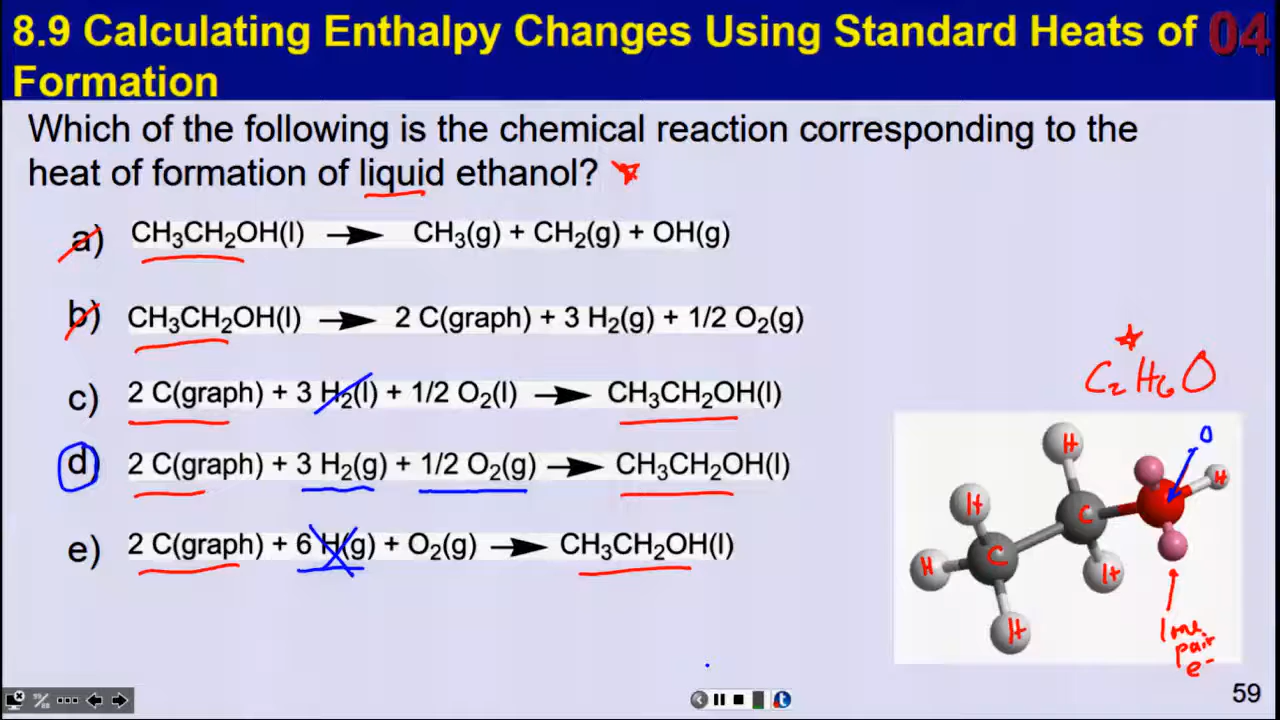 8.9 Calculating Enthalpy Changes Using Standard Heats of 04
Formation
Which of the following is the chemical reaction corresponding to the
heat of formation of liquid ethanol?
a) CH₃CH₂OH(l) → CH₃(g) + CH₂(g) + OH(g)
b) CH₃CH₂OH(l) → 2 C(graph) + 3 H₂(g) + 1/2 O₂(g)
c) 2 C(graph) + 3 H₂(l) + 1/2 O₂(l) → CH₃CH₂OH(l)
d) 2 C(graph) + 3 H₂(g) + 1/2 O₂(g) → CH₃CH₂OH(l)
e) 2 C(graph) + 6 H(g) + O₂(g) → CH₃CH₂OH(l)
C₂H₆O
O
H
H
H
C
C
H
H
H
lone
pair
e⁻
59